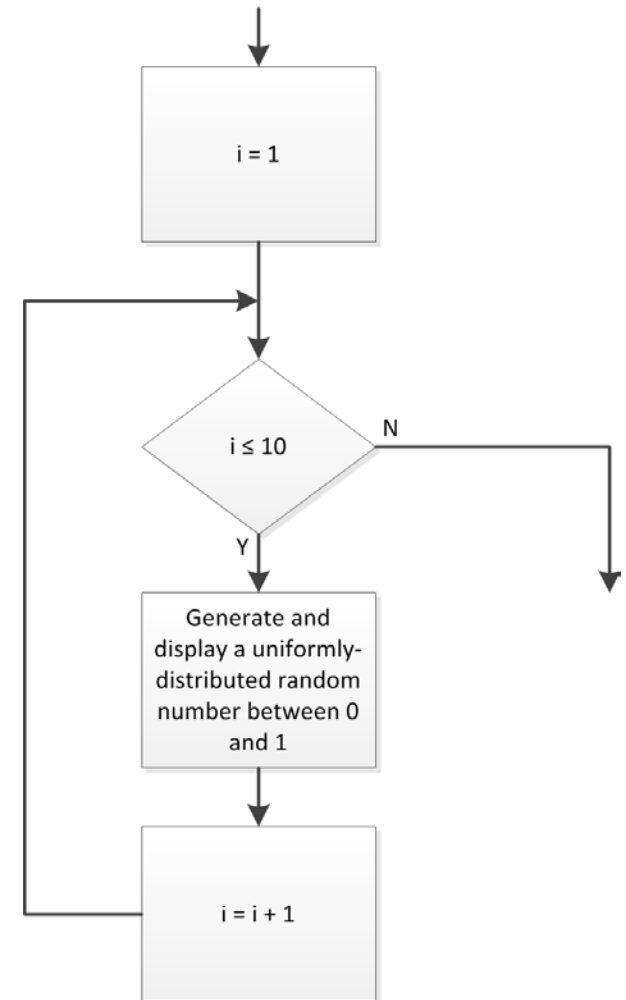 i = 1
i ≤ 10
N
Y
Generate and
display a uniformly-
distributed random
number between 0
and 1
i = i + 1